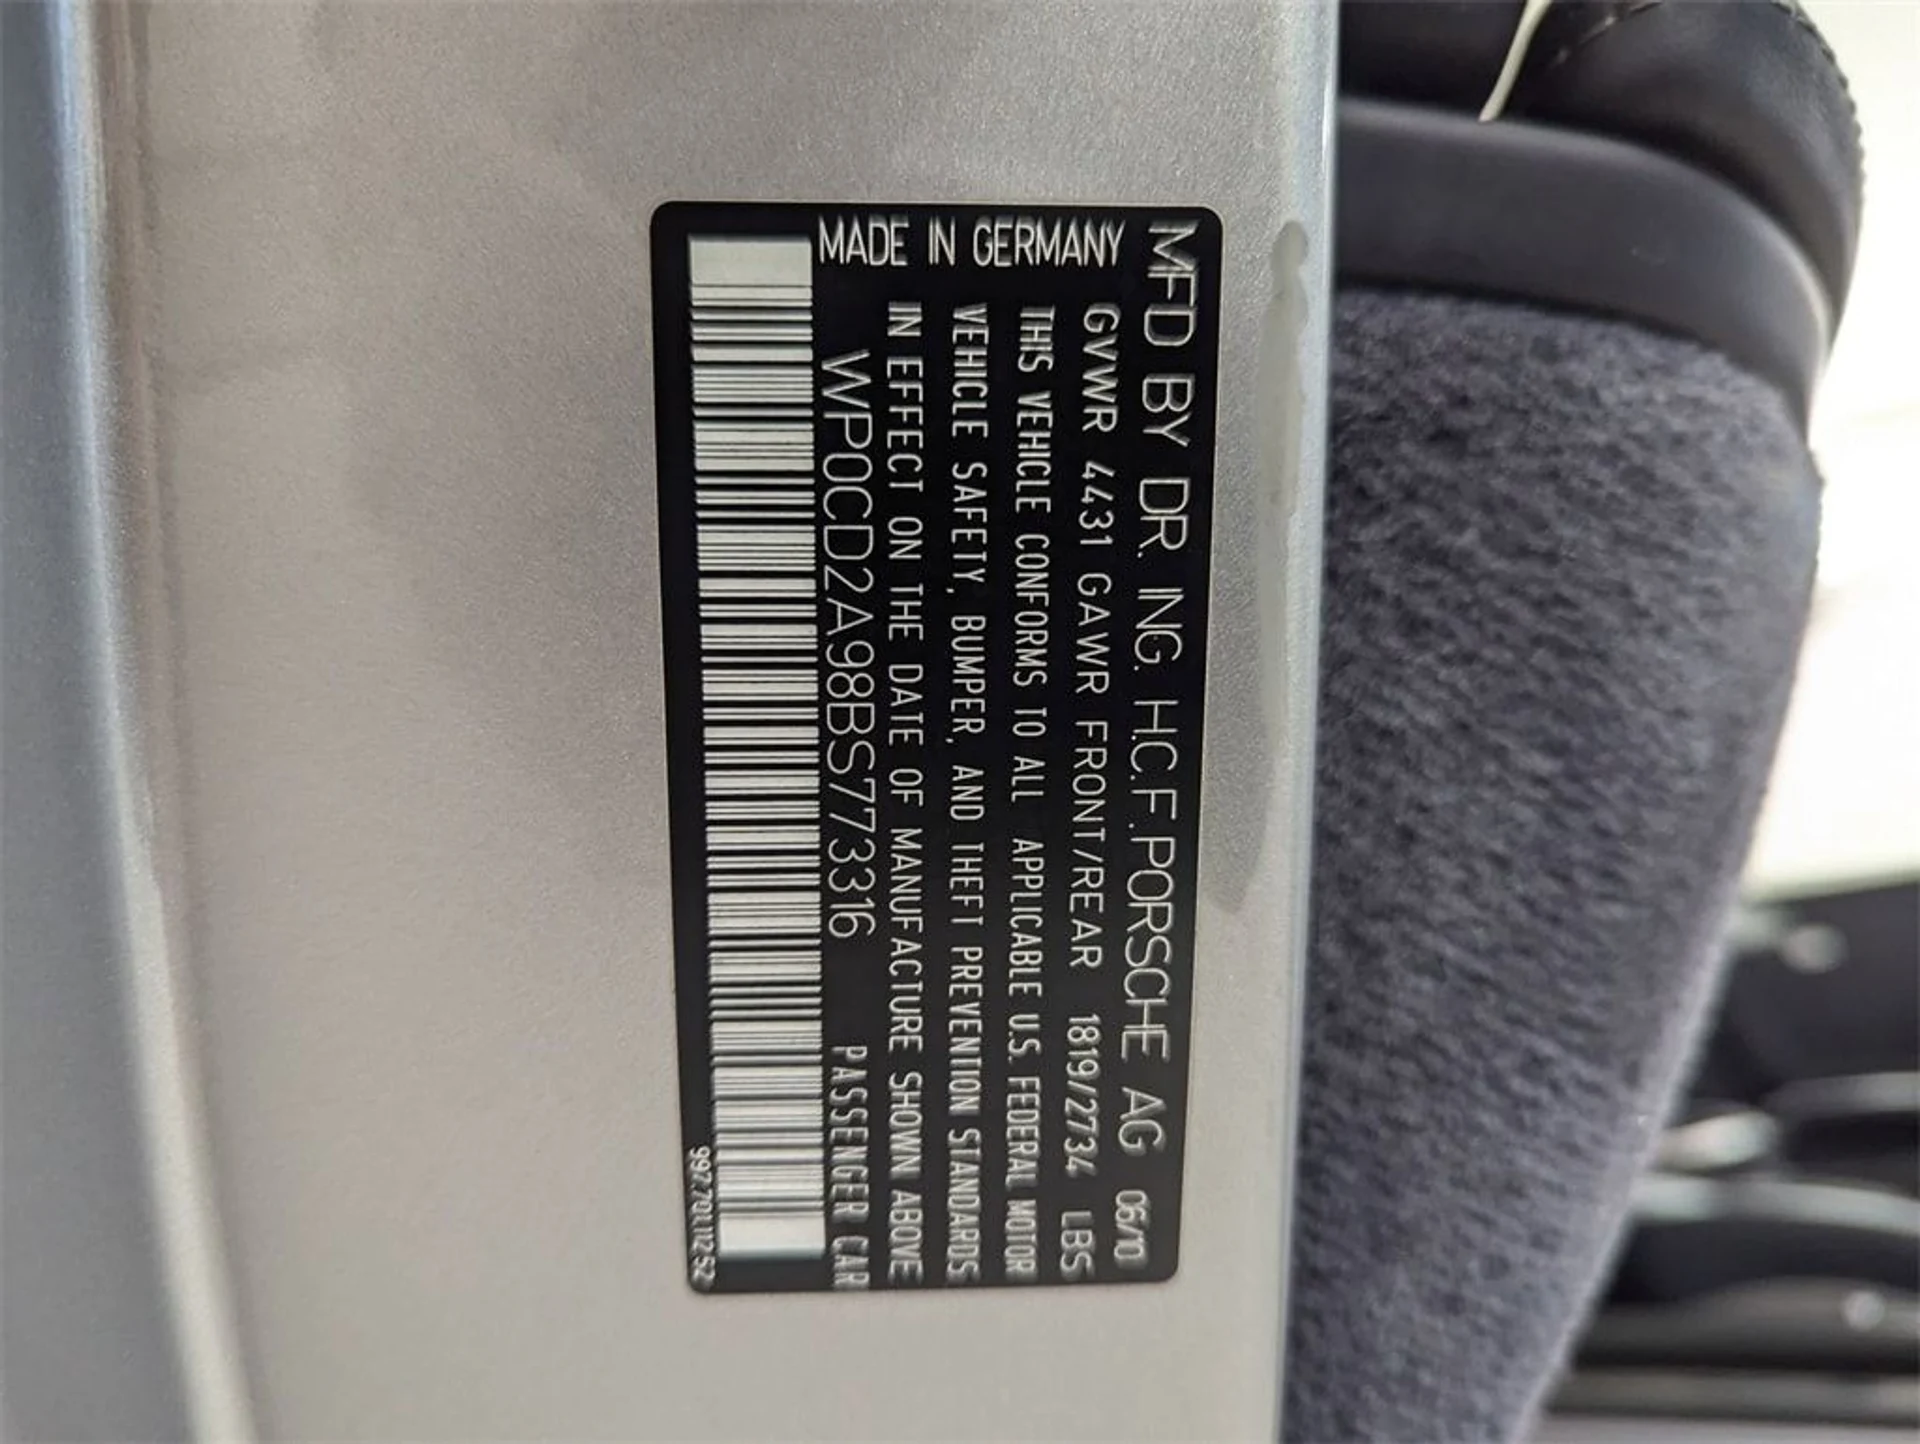 MFD BY DR. ING. H.C.F. PORSCHE AG 06/10
GVWR 4431 GAWR FRONT/REAR 1819/2734 LBS
THIS VEHICLE CONFORMS TO ALL APPLICABLE U.S. FEDERAL MOTOR
VEHICLE SAFETY, BUMPER, AND THEFT PREVENTION STANDARDS
IN EFFECT ON THE DATE OF MANUFACTURE SHOWN ABOVE
MADE IN GERMANY WP0CD2A98BS773316 PASSENGER CAR